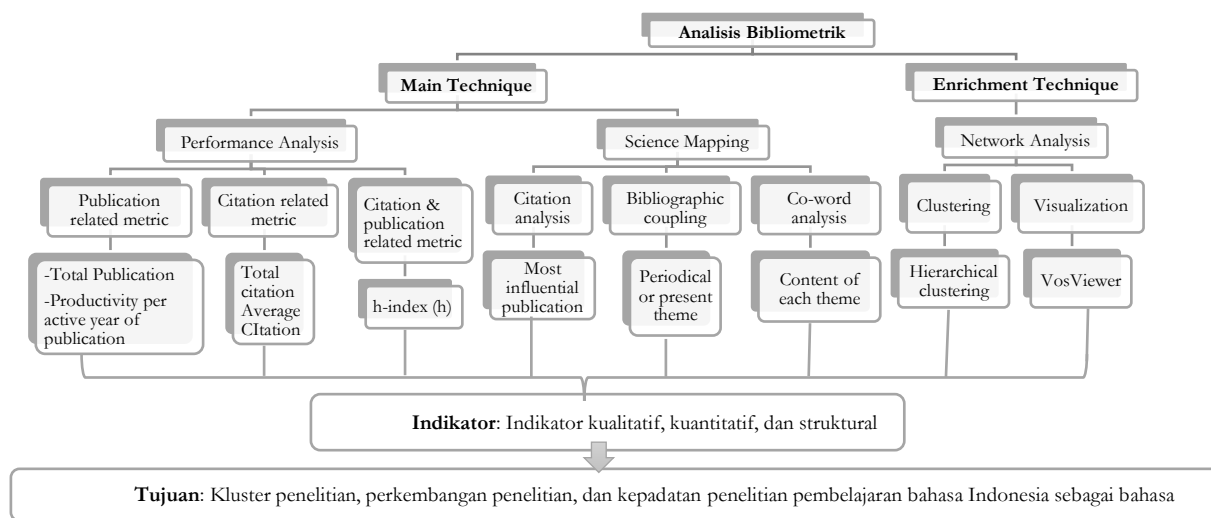 Analisis Bibliometrik
Main Technique
Enrichment Technique
Performance Analysis
Science Mapping
Network Analysis
Publication
related metric
Citation related
metric
Citation &
publication
related metric
Citation
analysis
Bibliographic
coupling
Co-word
analysis
Clustering
Visualization
-Total Publication
-Productivity per
active year of
publication
Total
citation
Average
CItation
h-index (h)
Most
influential
publication
Periodical
or present
theme
Content of
each theme
Hierarchical
clustering
VosViewer
Indikator: Indikator kualitatif, kuantitatif, dan struktural
Tujuan: Kluster penelitian, perkembangan penelitian, dan kepadatan penelitian pembelajaran bahasa Indonesia sebagai bahasa